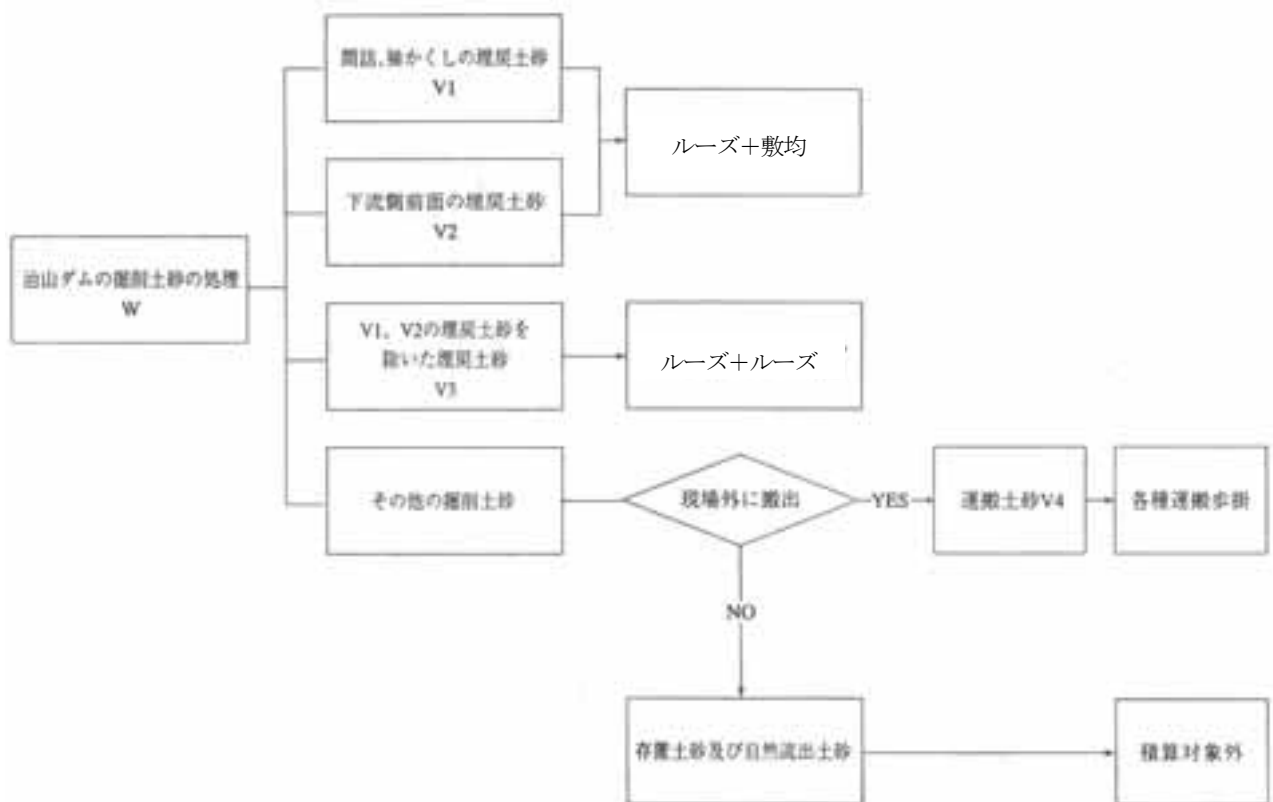 間詰、袖かくしの埋戻土砂
V1
ルーズ＋敷均
下流側前面の埋戻土砂
V2
治山ダムの掘削土砂の処理
W
V1、V2の埋戻土砂を
除いた埋戻土砂
V3
ルーズ＋ルーズ
その他の掘削土砂
現場外に搬出
YES
運搬土砂V4
各種運搬歩掛
NO
存置土砂及び自然流出土砂
積算対象外